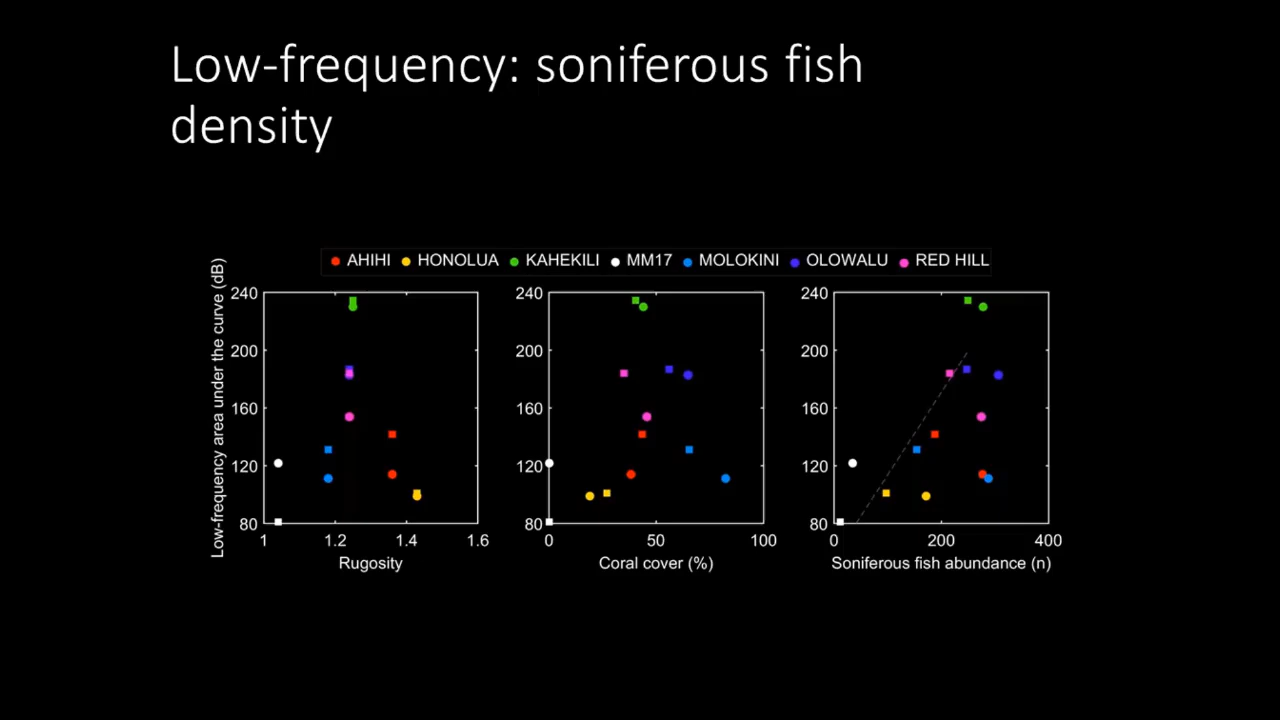 Low-frequency: soniferous fish
density
AHIHI HONOLUA KAHEKILI MM17 MOLOKINI OLOWALU RED HILL
Low-frequency area under the curve (dB)
240
200
160
120
80
1 1.2 1.4 1.6
Rugosity
240
200
160
120
80
0 50 100
Coral cover (%)
240
200
160
120
80
0 200 400
Soniferous fish abundance (n)